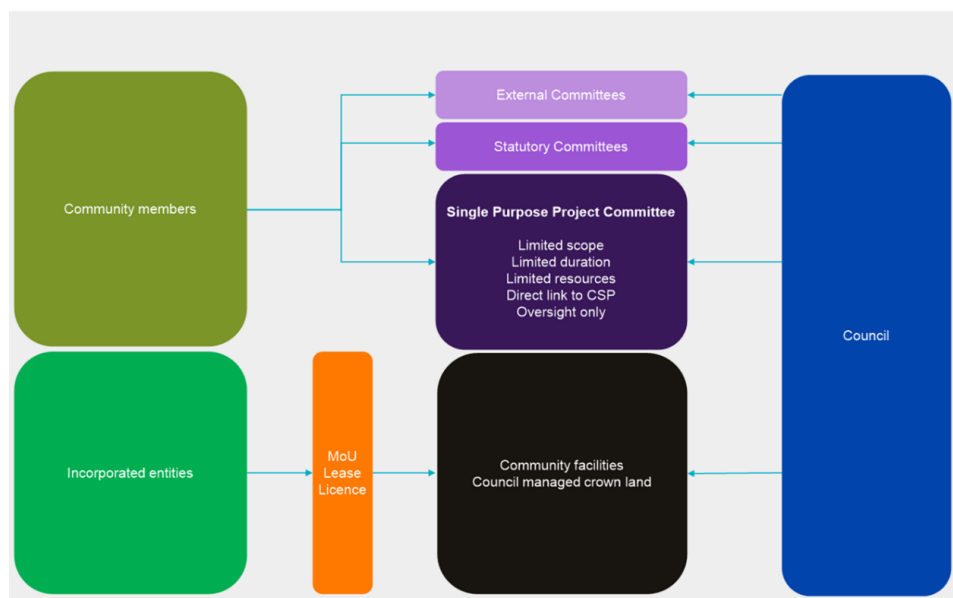 External Committees
Statutory Committees
Community members
Single Purpose Project Committee
Limited scope
Limited duration
Limited resources
Direct link to CSP
Oversight only
Council
Incorporated entities
MoU
Lease
Licence
Community facilities
Council managed crown land